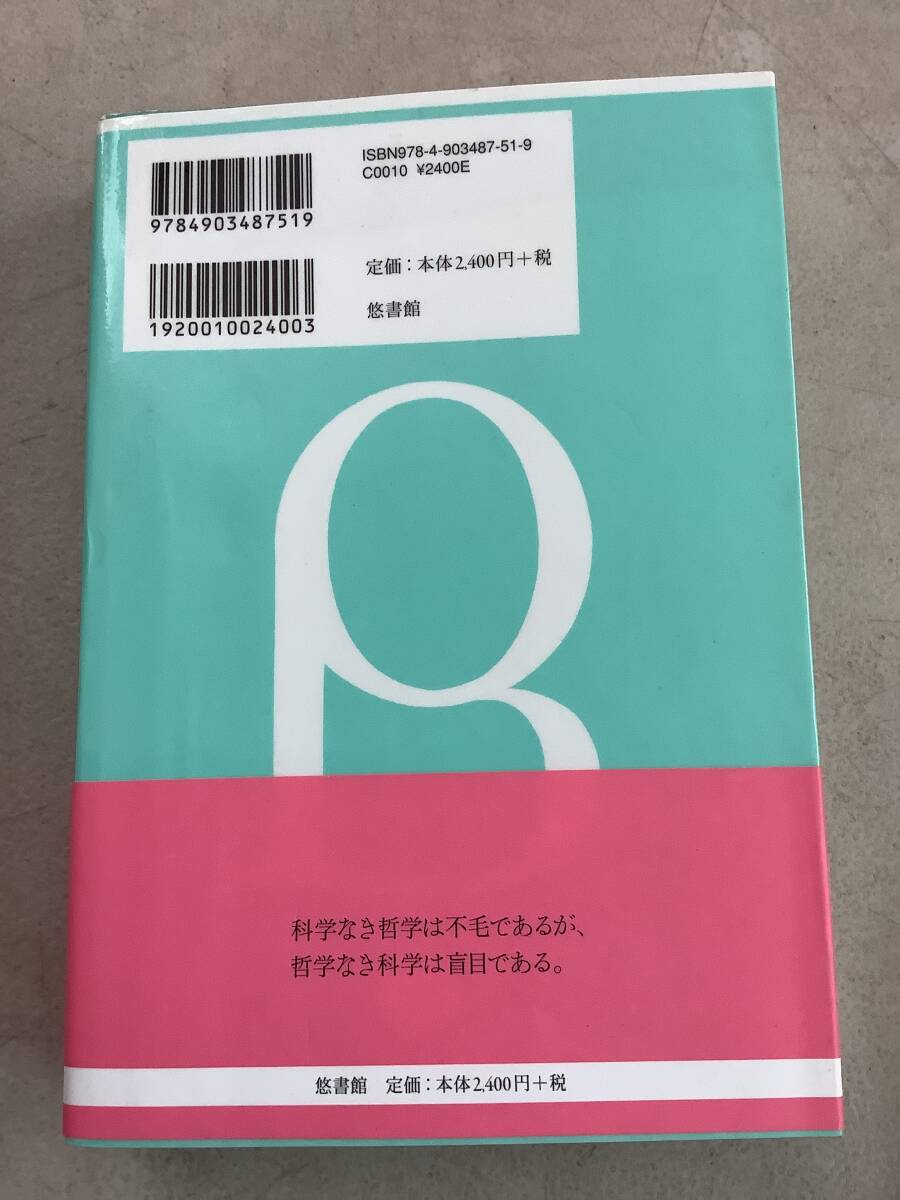 ISBN978-4-903487-51-9
C0010 ¥2400E
9784903487519
定価：本体2,400円＋税
1920010024003
悠書館
β
科学なき哲学は不毛であるが、
哲学なき科学は盲目である。
悠書館　定価：本体2,400円＋税